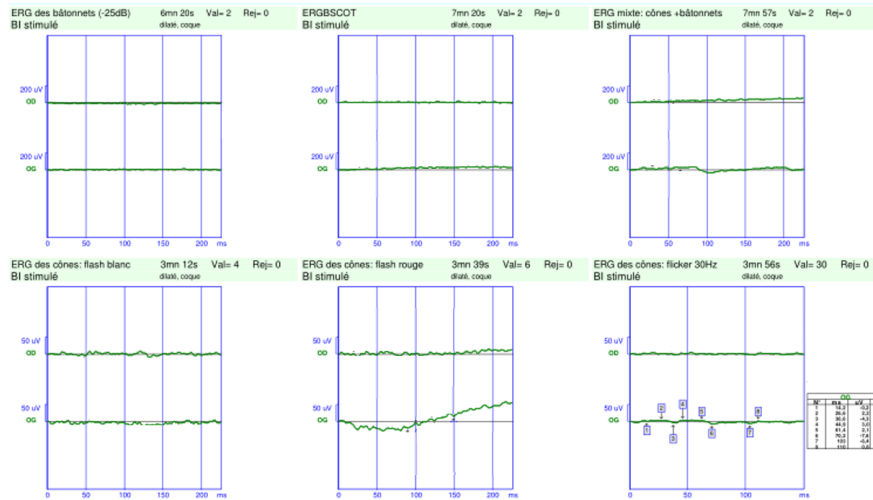 ERG des bâtonnets (-25dB) 6mn 20s Val= 2 Rej= 0
BI stimulé dilaté, coque
200 uV
OD
200 uV
OG
0 50 100 150 200 ms
ERGBSCOT 7mn 20s Val= 2 Rej= 0
BI stimulé dilaté, coque
200 uV
OD
200 uV
OG
0 50 100 150 200 ms
ERG mixte: cônes +bâtonnets 7mn 57s Val= 2 Rej= 0
BI stimulé dilaté, coque
200 uV
OD
200 uV
OG
0 50 100 150 200 ms
ERG des cônes: flash blanc 3mn 12s Val= 4 Rej= 0
BI stimulé dilaté, coque
50 uV
OD
50 uV
OG
0 50 100 150 200 ms
ERG des cônes: flash rouge 3mn 39s Val= 6 Rej= 0
BI stimulé dilaté, coque
50 uV
OD
50 uV
OG
0 50 100 150 200 ms
ERG des cônes: flicker 30Hz 3mn 56s Val= 30 Rej= 0
BI stimulé dilaté, coque
50 uV
OD
50 uV
OG
0 50 100 ms
OG
N° ms uV